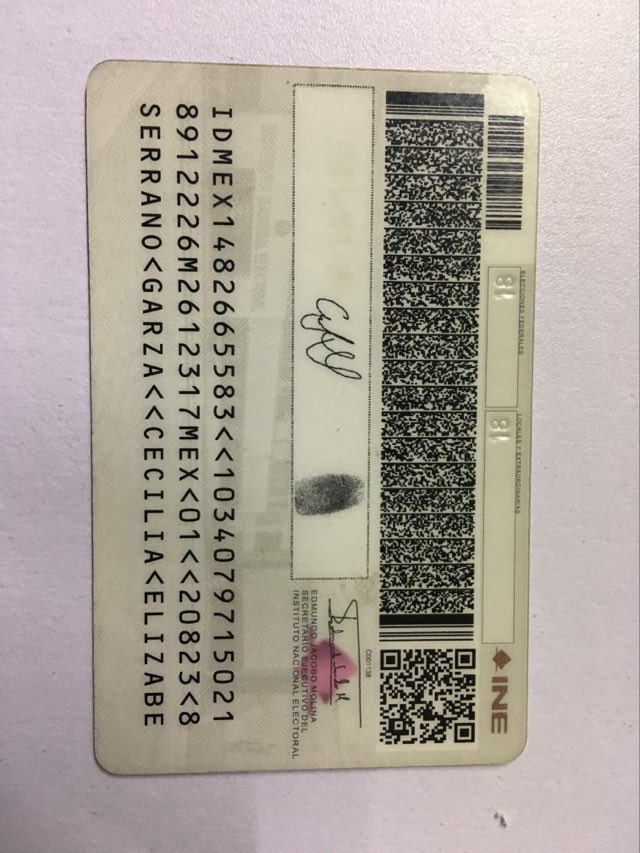 ELECCIONES FEDERALES
18
LOCALES Y EXTRAORDINARIAS
18
INE
0001138
EDMUNDO JACOBO MOLINA
SECRETARIO EJECUTIVO DEL
INSTITUTO NACIONAL ELECTORAL
IDMEX1482665583<<1034079715021
8912226M2612317MEX<01<<20823<8
SERRANO<GARZA<<CECILIA<ELIZABE